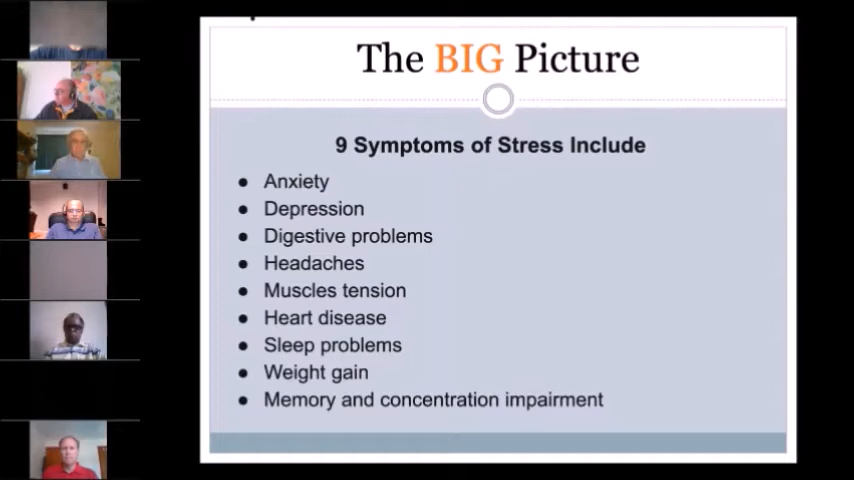 The BIG Picture
9 Symptoms of Stress Include
● Anxiety
● Depression
● Digestive problems
● Headaches
● Muscles tension
● Heart disease
● Sleep problems
● Weight gain
● Memory and concentration impairment